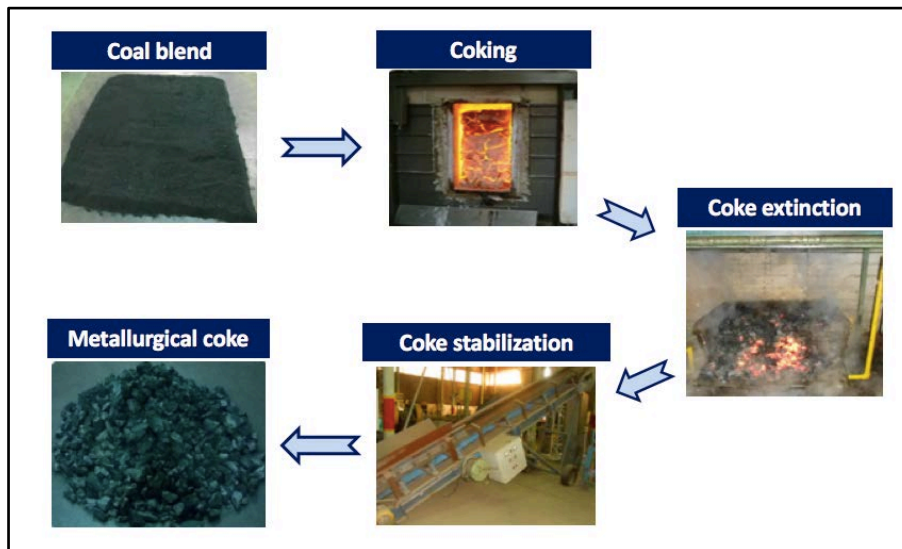 Coal blend
Coking
Coke extinction
Coke stabilization
Metallurgical coke